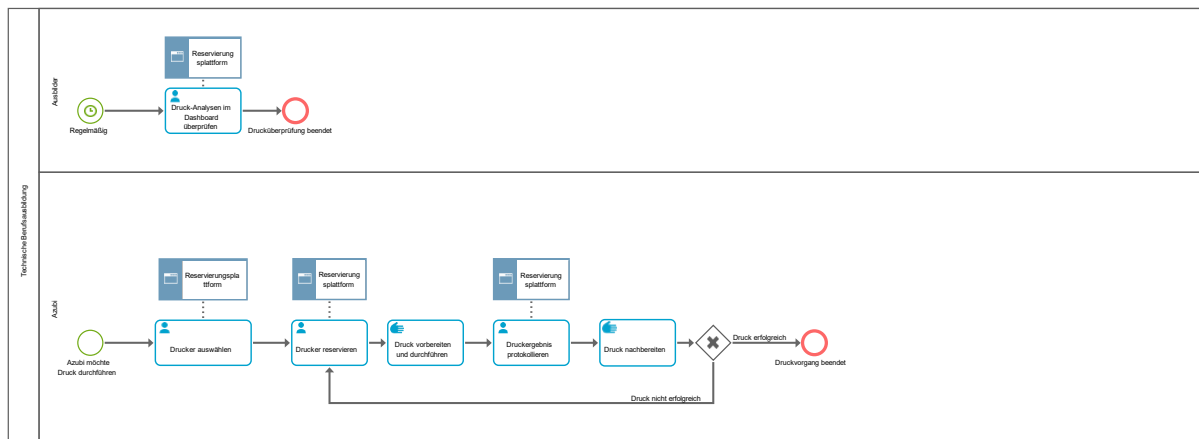 Technische Berufsausbildung
Ausbilder
Reservierung
splattform
Regelmäßig
Druck-Analysen im
Dashboard
überprüfen
Drucküberprüfung beendet
Azubi
Reservierungspla
ttform
Reservierung
splattform
Reservierung
splattform
Azubi möchte
Druck durchführen
Drucker auswählen
Drucker reservieren
Druck vorbereiten
und durchführen
Druckergebnis
protokollieren
Druck nachbereiten
Druck erfolgreich
Druckvorgang beendet
Druck nicht erfolgreich